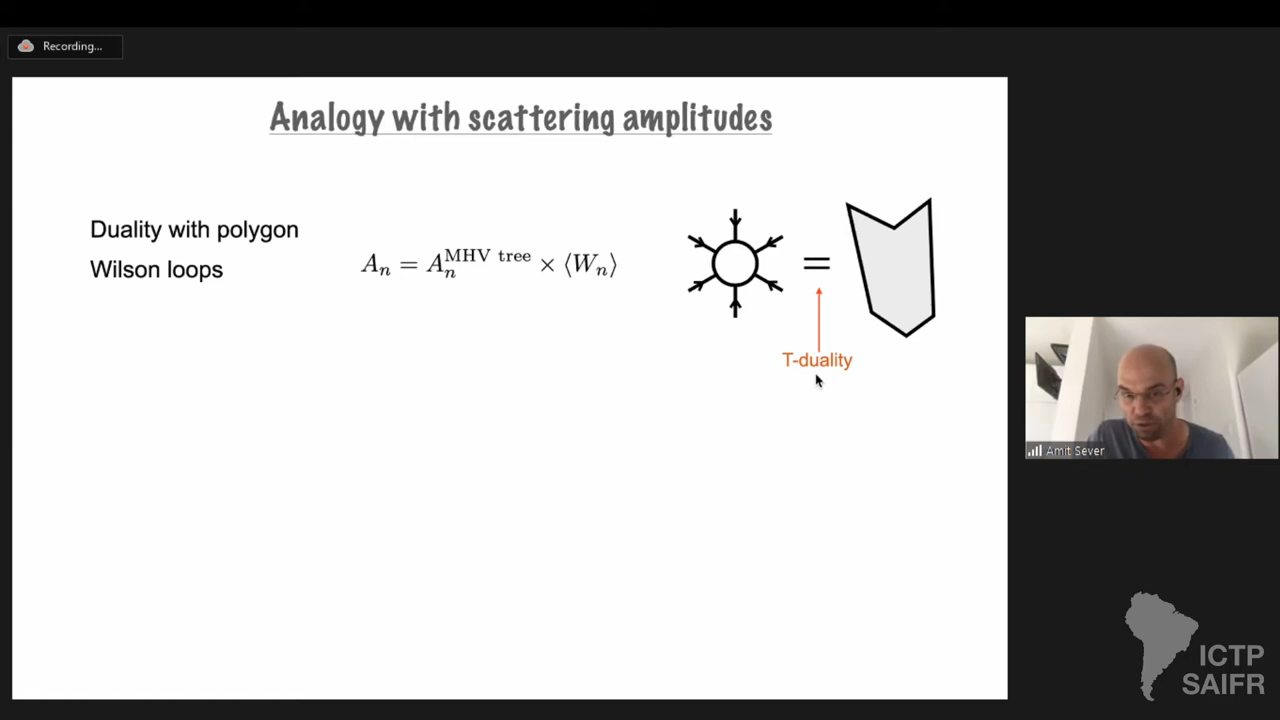 Recording...
Analogy with scattering amplitudes
Duality with polygon
Wilson loops
A_n = A_n^{MHV tree} × ⟨W_n⟩
=
T-duality
Amit Sever
ICTP
SAIFR